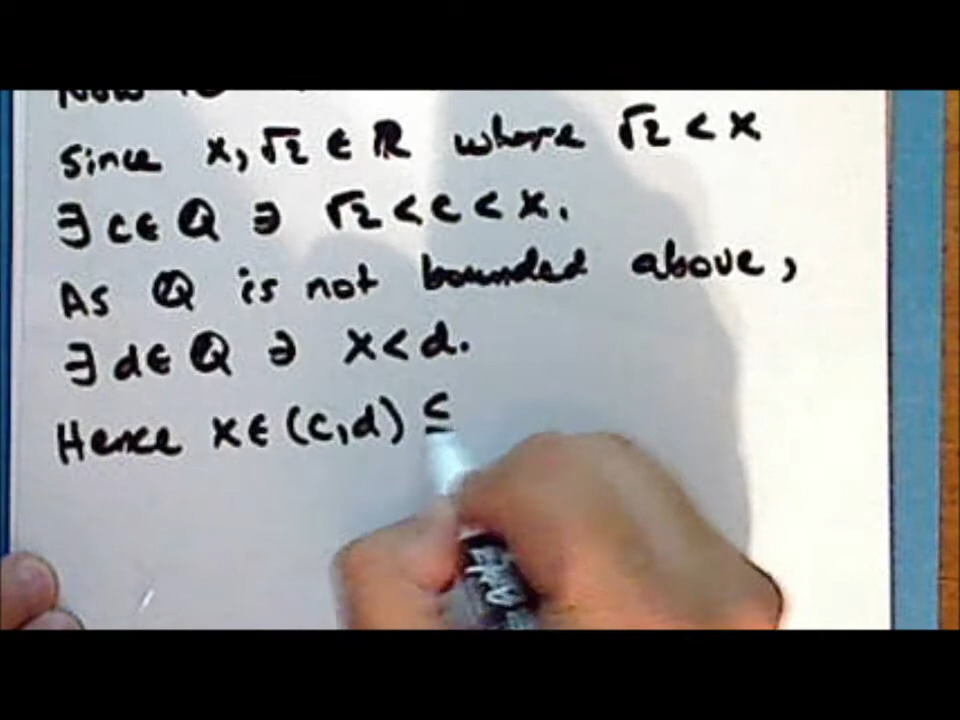 Since x, √2 ∈ ℝ where √2 < x
∃ c ∈ ℚ ∋ √2 < c < x.
As ℚ is not bounded above,
∃ d ∈ ℚ ∋ x < d.
Hence x ∈ (c, d) ⊆